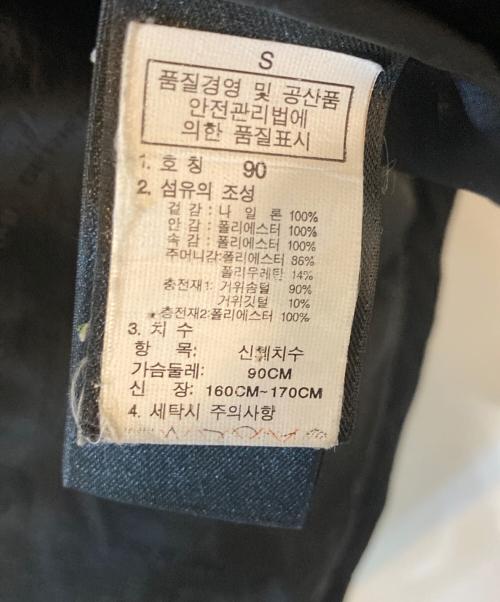 S
품질경영 및 공산품
안전관리법에
의한 품질표시
1. 호 칭 90
2. 섬유의 조성
겉 감 : 나 일 론 100%
안 감 : 폴리에스터 100%
속 감 : 폴리에스터 100%
주머니감:폴리에스터 86%
폴리우레탄 14%
충전재1: 거위솜털 90%
거위깃털 10%
충전재2:폴리에스터 100%
3. 치 수
항 목: 신체치수
가슴둘레: 90CM
신 장: 160CM~170CM
4. 세탁시 주의사항